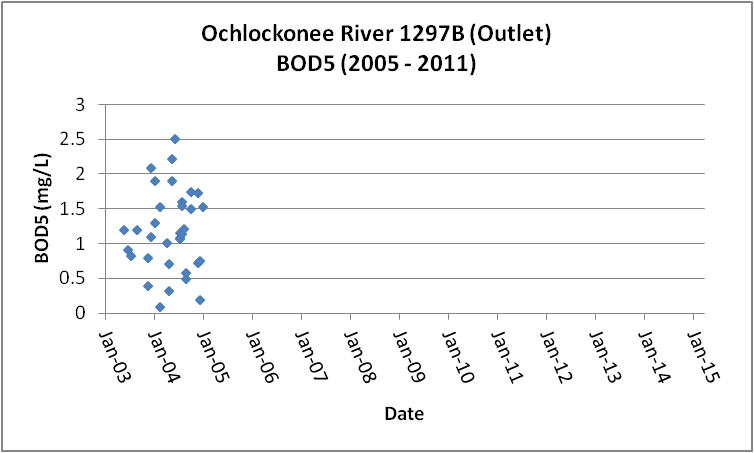 Ochlockonee River 1297B (Outlet)
BOD5 (2005 - 2011)
BOD5 (mg/L)
3
2.5
2
1.5
1
0.5
0
Jan-03
Jan-04
Jan-05
Jan-06
Jan-07
Jan-08
Jan-09
Jan-10
Jan-11
Jan-12
Jan-13
Jan-14
Jan-15
Date